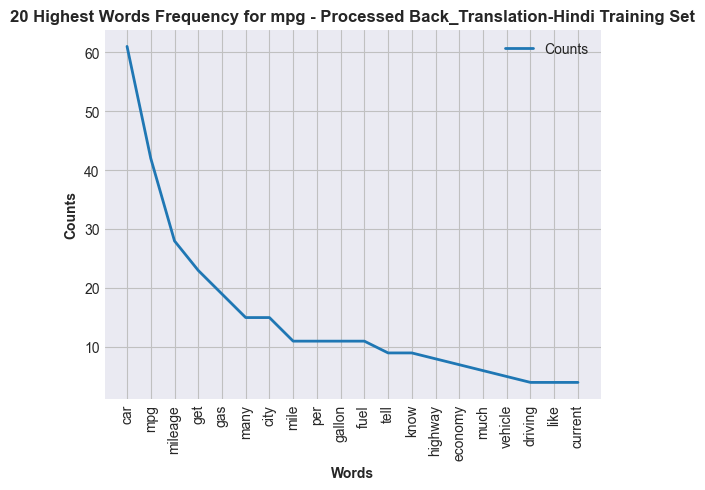 20 Highest Words Frequency for mpg - Processed Back_Translation-Hindi Training Set
Counts
60
50
40
30
20
10
Counts
car
mpg
mileage
get
gas
many
city
mile
per
gallon
fuel
tell
know
highway
economy
much
vehicle
driving
like
current
Words